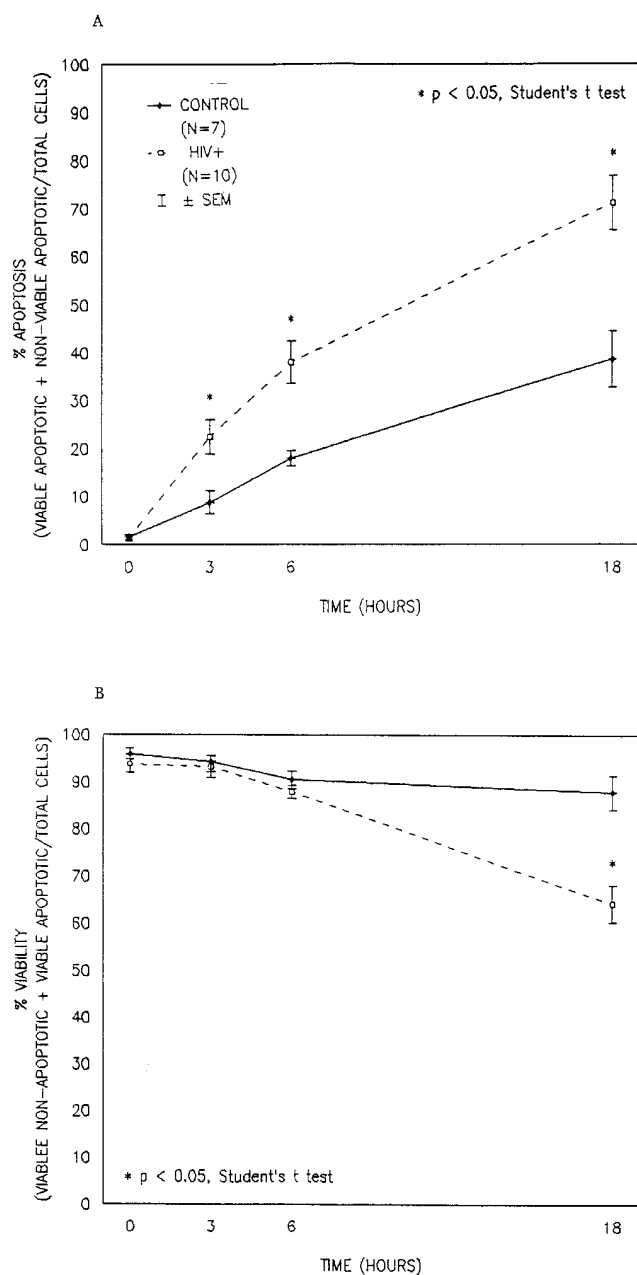 A
100
90
80
70
60
50
40
30
20
10
0
% APOPTOSIS
(VIABLE APOPTOTIC + NON-VIABLE APOPTOTIC/TOTAL CELLS)
CONTROL
(N=7)
HIV+
(N=10)
± SEM
* p < 0.05, Student's t test
*
*
*
0 3 6 18
TIME (HOURS)
B
100
90
80
70
60
50
40
30
20
10
0
% VIABILITY
(VIABLEE NON-APOPTOTIC + VIABLE APOPTOTIC/TOTAL CELLS)
*
* p < 0.05, Student's t test
0 3 6 18
TIME (HOURS)